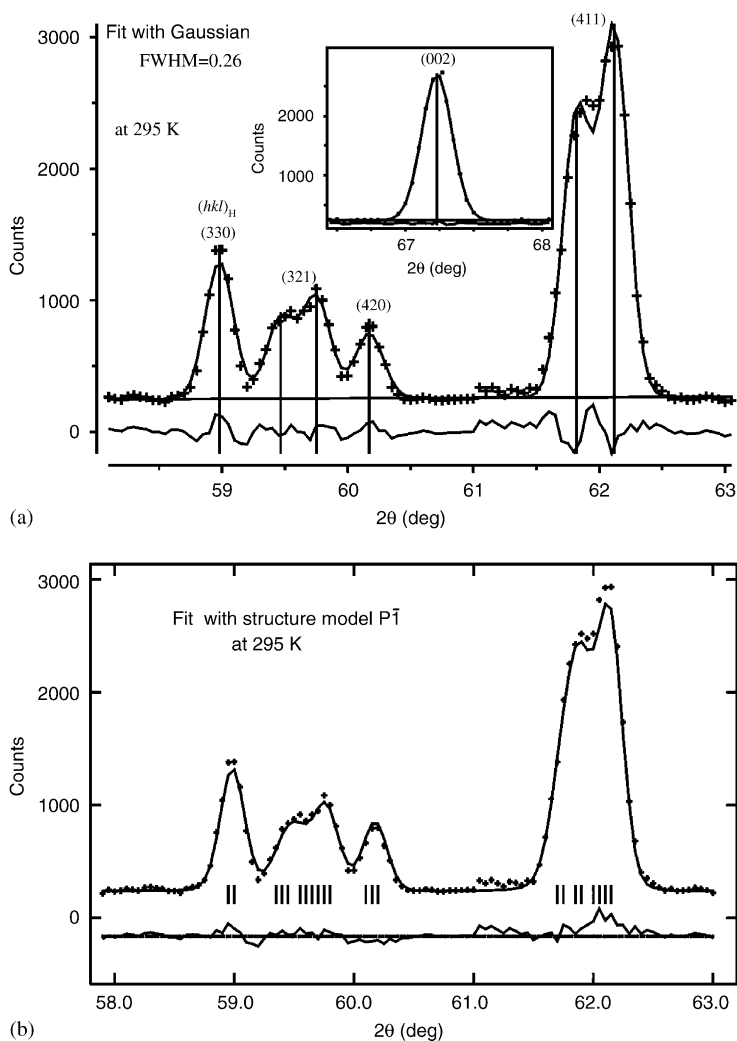 Fit with Gaussian
FWHM=0.26
at 295 K
(hkl)H
(330)
(321)
(420)
(411)
3000
2000
1000
0
Counts
59
60
61
62
63
2θ (deg)
(002)
2000
1000
Counts
67
68
2θ (deg)
(a)
Fit with structure model P1̄
at 295 K
3000
2000
1000
0
Counts
58.0
59.0
60.0
61.0
62.0
63.0
2θ (deg)
(b)